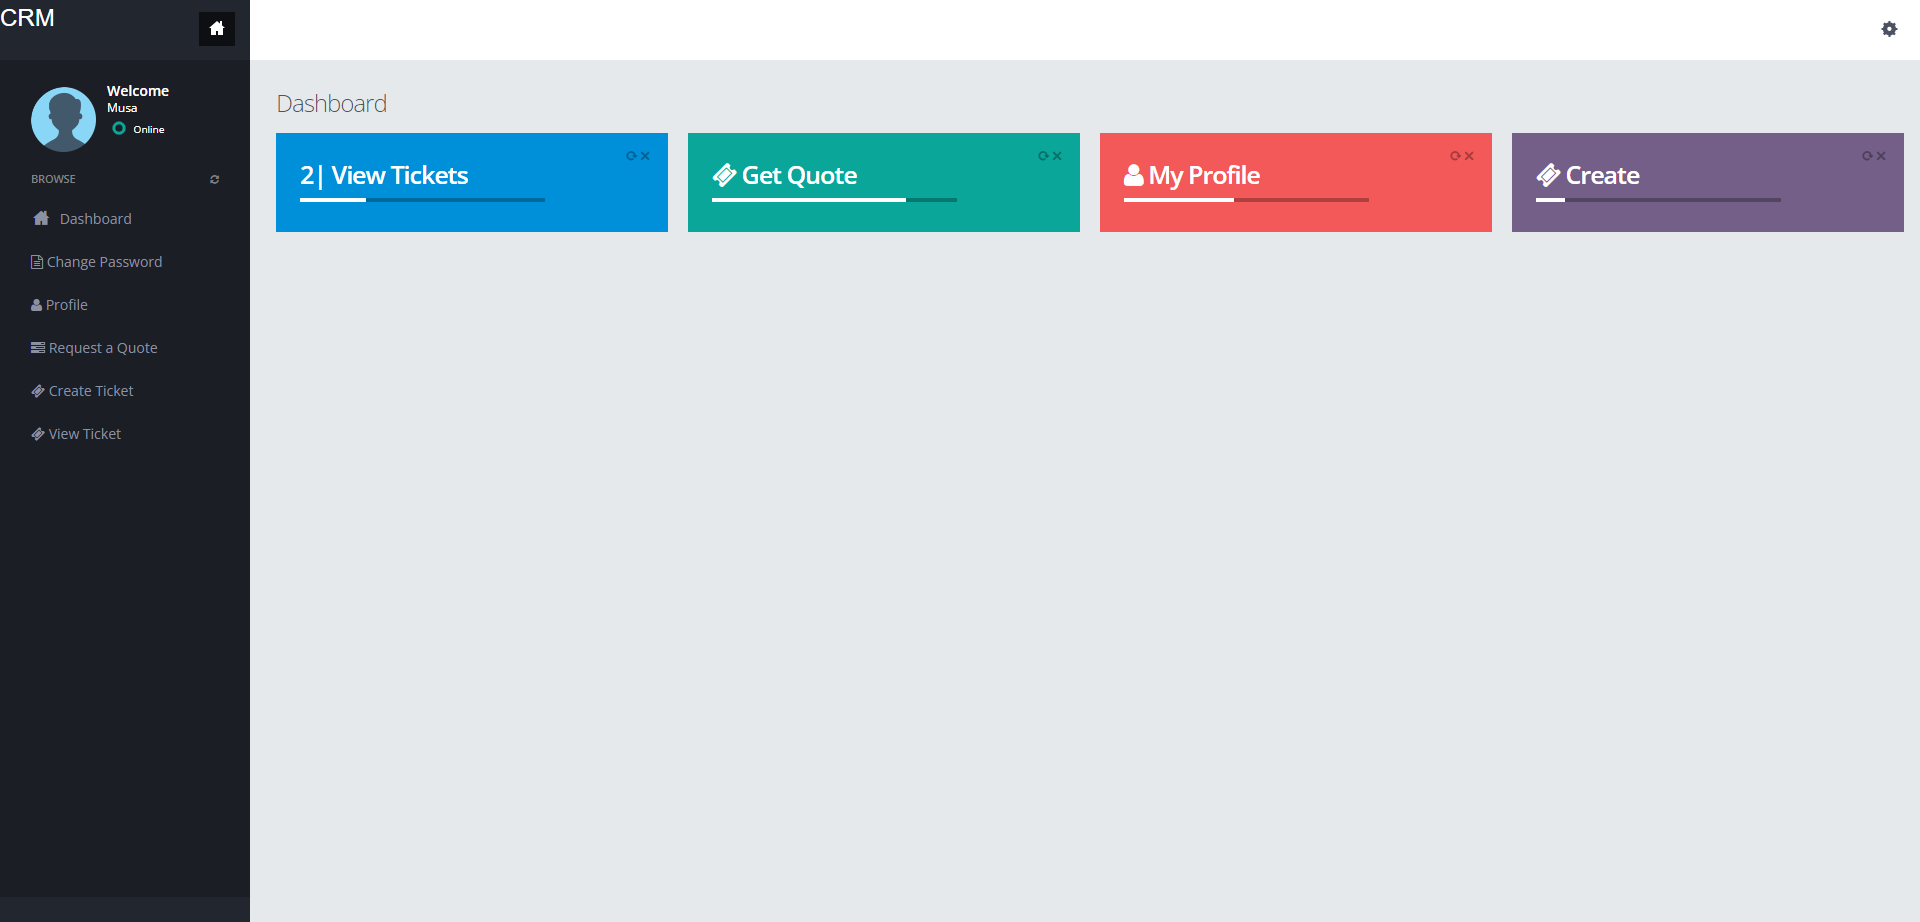 CRM
Welcome
Musa
Online
BROWSE
Dashboard
Change Password
Profile
Request a Quote
Create Ticket
View Ticket
Dashboard
2| View Tickets
Get Quote
My Profile
Create